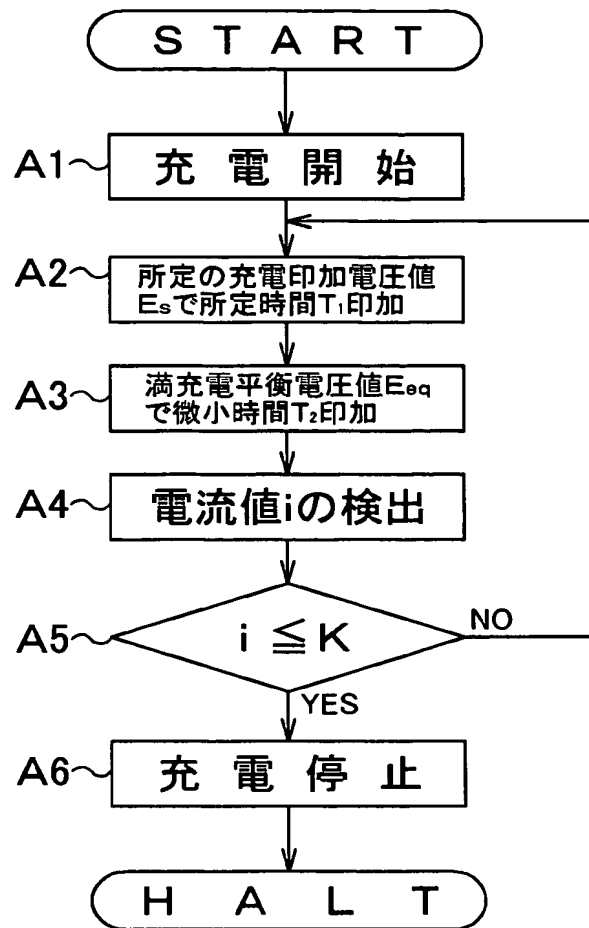 START
A1 充電開始
A2 所定の充電印加電圧値
Esで所定時間T₁印加
A3 満充電平衡電圧値Eeq
で微小時間T₂印加
A4 電流値iの検出
A5 i ≦ K NO
YES
A6 充電停止
HALT